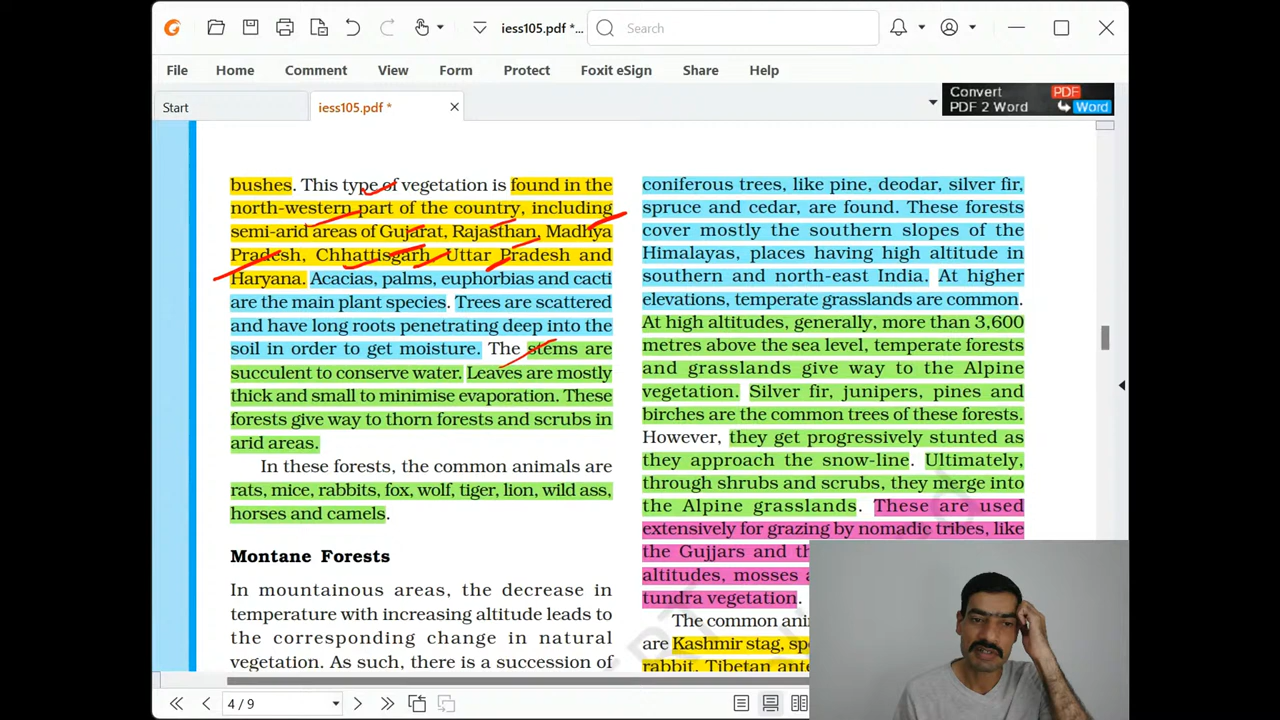 iess105.pdf *...
Search
File
Home
Comment
View
Form
Protect
Foxit eSign
Share
Help
Start
iess105.pdf *
Convert
PDF
PDF 2 Word
Word
bushes. This type of vegetation is found in the
north-western part of the country, including
semi-arid areas of Gujarat, Rajasthan, Madhya
Pradesh, Chhattisgarh, Uttar Pradesh and
Haryana. Acacias, palms, euphorbias and cacti
are the main plant species. Trees are scattered
and have long roots penetrating deep into the
soil in order to get moisture. The stems are
succulent to conserve water. Leaves are mostly
thick and small to minimise evaporation. These
forests give way to thorn forests and scrubs in
arid areas.
In these forests, the common animals are
rats, mice, rabbits, fox, wolf, tiger, lion, wild ass,
horses and camels.
Montane Forests
In mountainous areas, the decrease in
temperature with increasing altitude leads to
the corresponding change in natural
vegetation. As such, there is a succession of
coniferous trees, like pine, deodar, silver fir,
spruce and cedar, are found. These forests
cover mostly the southern slopes of the
Himalayas, places having high altitude in
southern and north-east India. At higher
elevations, temperate grasslands are common.
At high altitudes, generally, more than 3,600
metres above the sea level, temperate forests
and grasslands give way to the Alpine
vegetation. Silver fir, junipers, pines and
birches are the common trees of these forests.
However, they get progressively stunted as
they approach the snow-line. Ultimately,
through shrubs and scrubs, they merge into
the Alpine grasslands. These are used
extensively for grazing by nomadic tribes, like
the Gujjars and
altitudes, mosses
tundra vegetation.
The common
are Kashmir stag,
rabbit, Tibetan
4 / 9